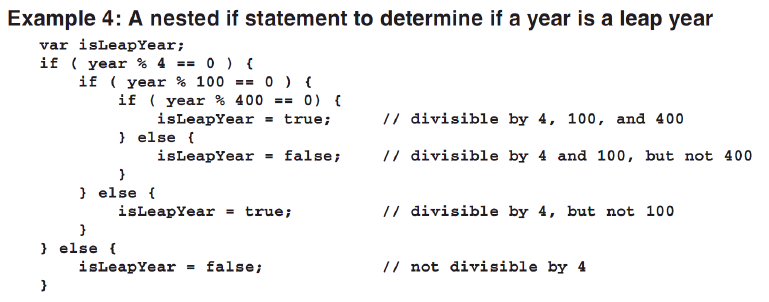 Example 4: A nested if statement to determine if a year is a leap year
var isLeapYear;
if ( year % 4 == 0 ) {
    if ( year % 100 == 0 ) {
        if ( year % 400 == 0) {
            isLeapYear = true;      // divisible by 4, 100, and 400
        } else {
            isLeapYear = false;     // divisible by 4 and 100, but not 400
        }
    } else {
        isLeapYear = true;          // divisible by 4, but not 100
    }
} else {
    isLeapYear = false;             // not divisible by 4
}